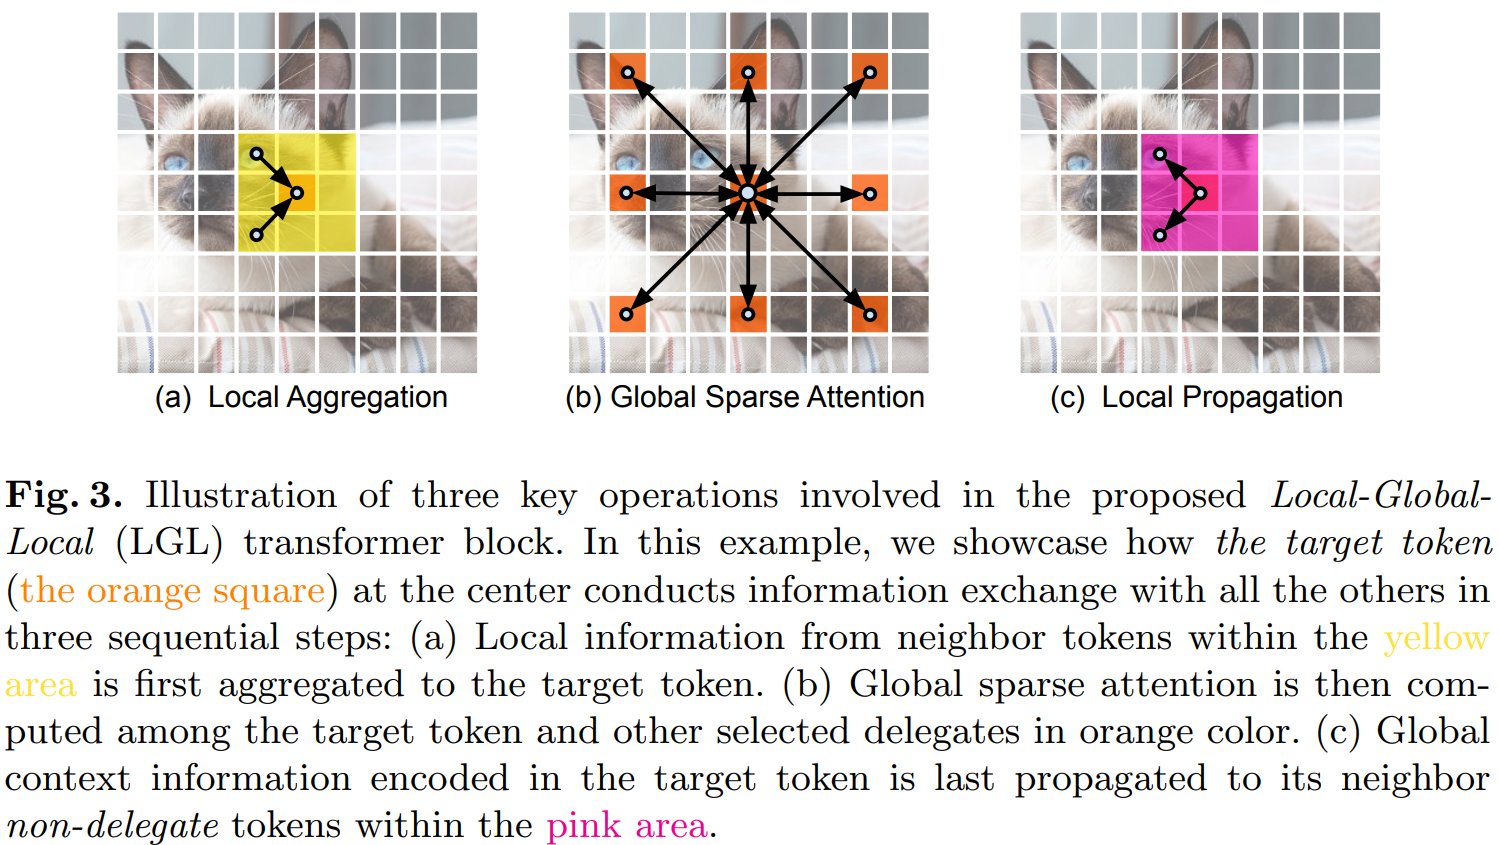 (a) Local Aggregation
(b) Global Sparse Attention
(c) Local Propagation
Fig. 3. Illustration of three key operations involved in the proposed Local-Global-
Local (LGL) transformer block. In this example, we showcase how the target token
(the orange square) at the center conducts information exchange with all the others in
three sequential steps: (a) Local information from neighbor tokens within the yellow
area is first aggregated to the target token. (b) Global sparse attention is then com-
puted among the target token and other selected delegates in orange color. (c) Global
context information encoded in the target token is last propagated to its neighbor
non-delegate tokens within the pink area.